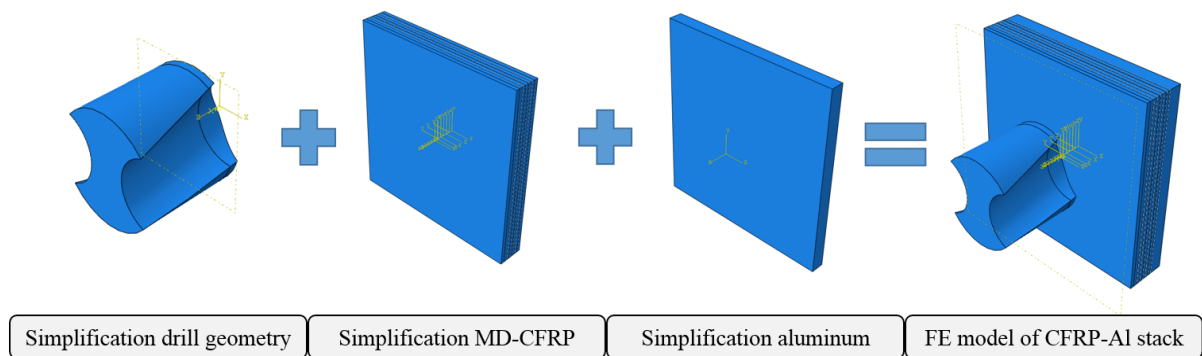 Simplification drill geometry
Simplification MD-CFRP
Simplification aluminum
FE model of CFRP-Al stack